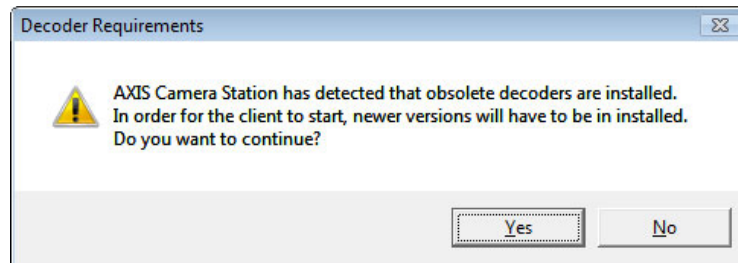 Decoder Requirements
AXIS Camera Station has detected that obsolete decoders are installed.
In order for the client to start, newer versions will have to be in installed.
Do you want to continue?
Yes No